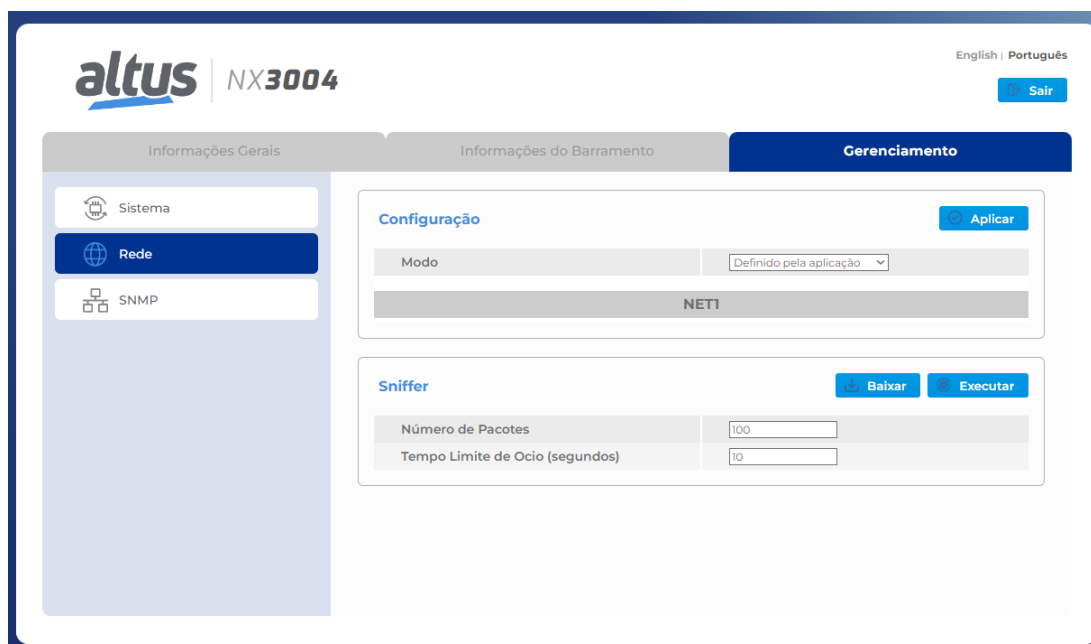 English | Português
altus NX3004
Sair
Informações Gerais
Informações do Barramento
Gerenciamento
Sistema
Rede
SNMP
Configuração
Aplicar
Modo
Definido pela aplicação
NET1
Sniffer
Baixar
Executar
Número de Pacotes
100
Tempo Limite de Ocio (segundos)
10